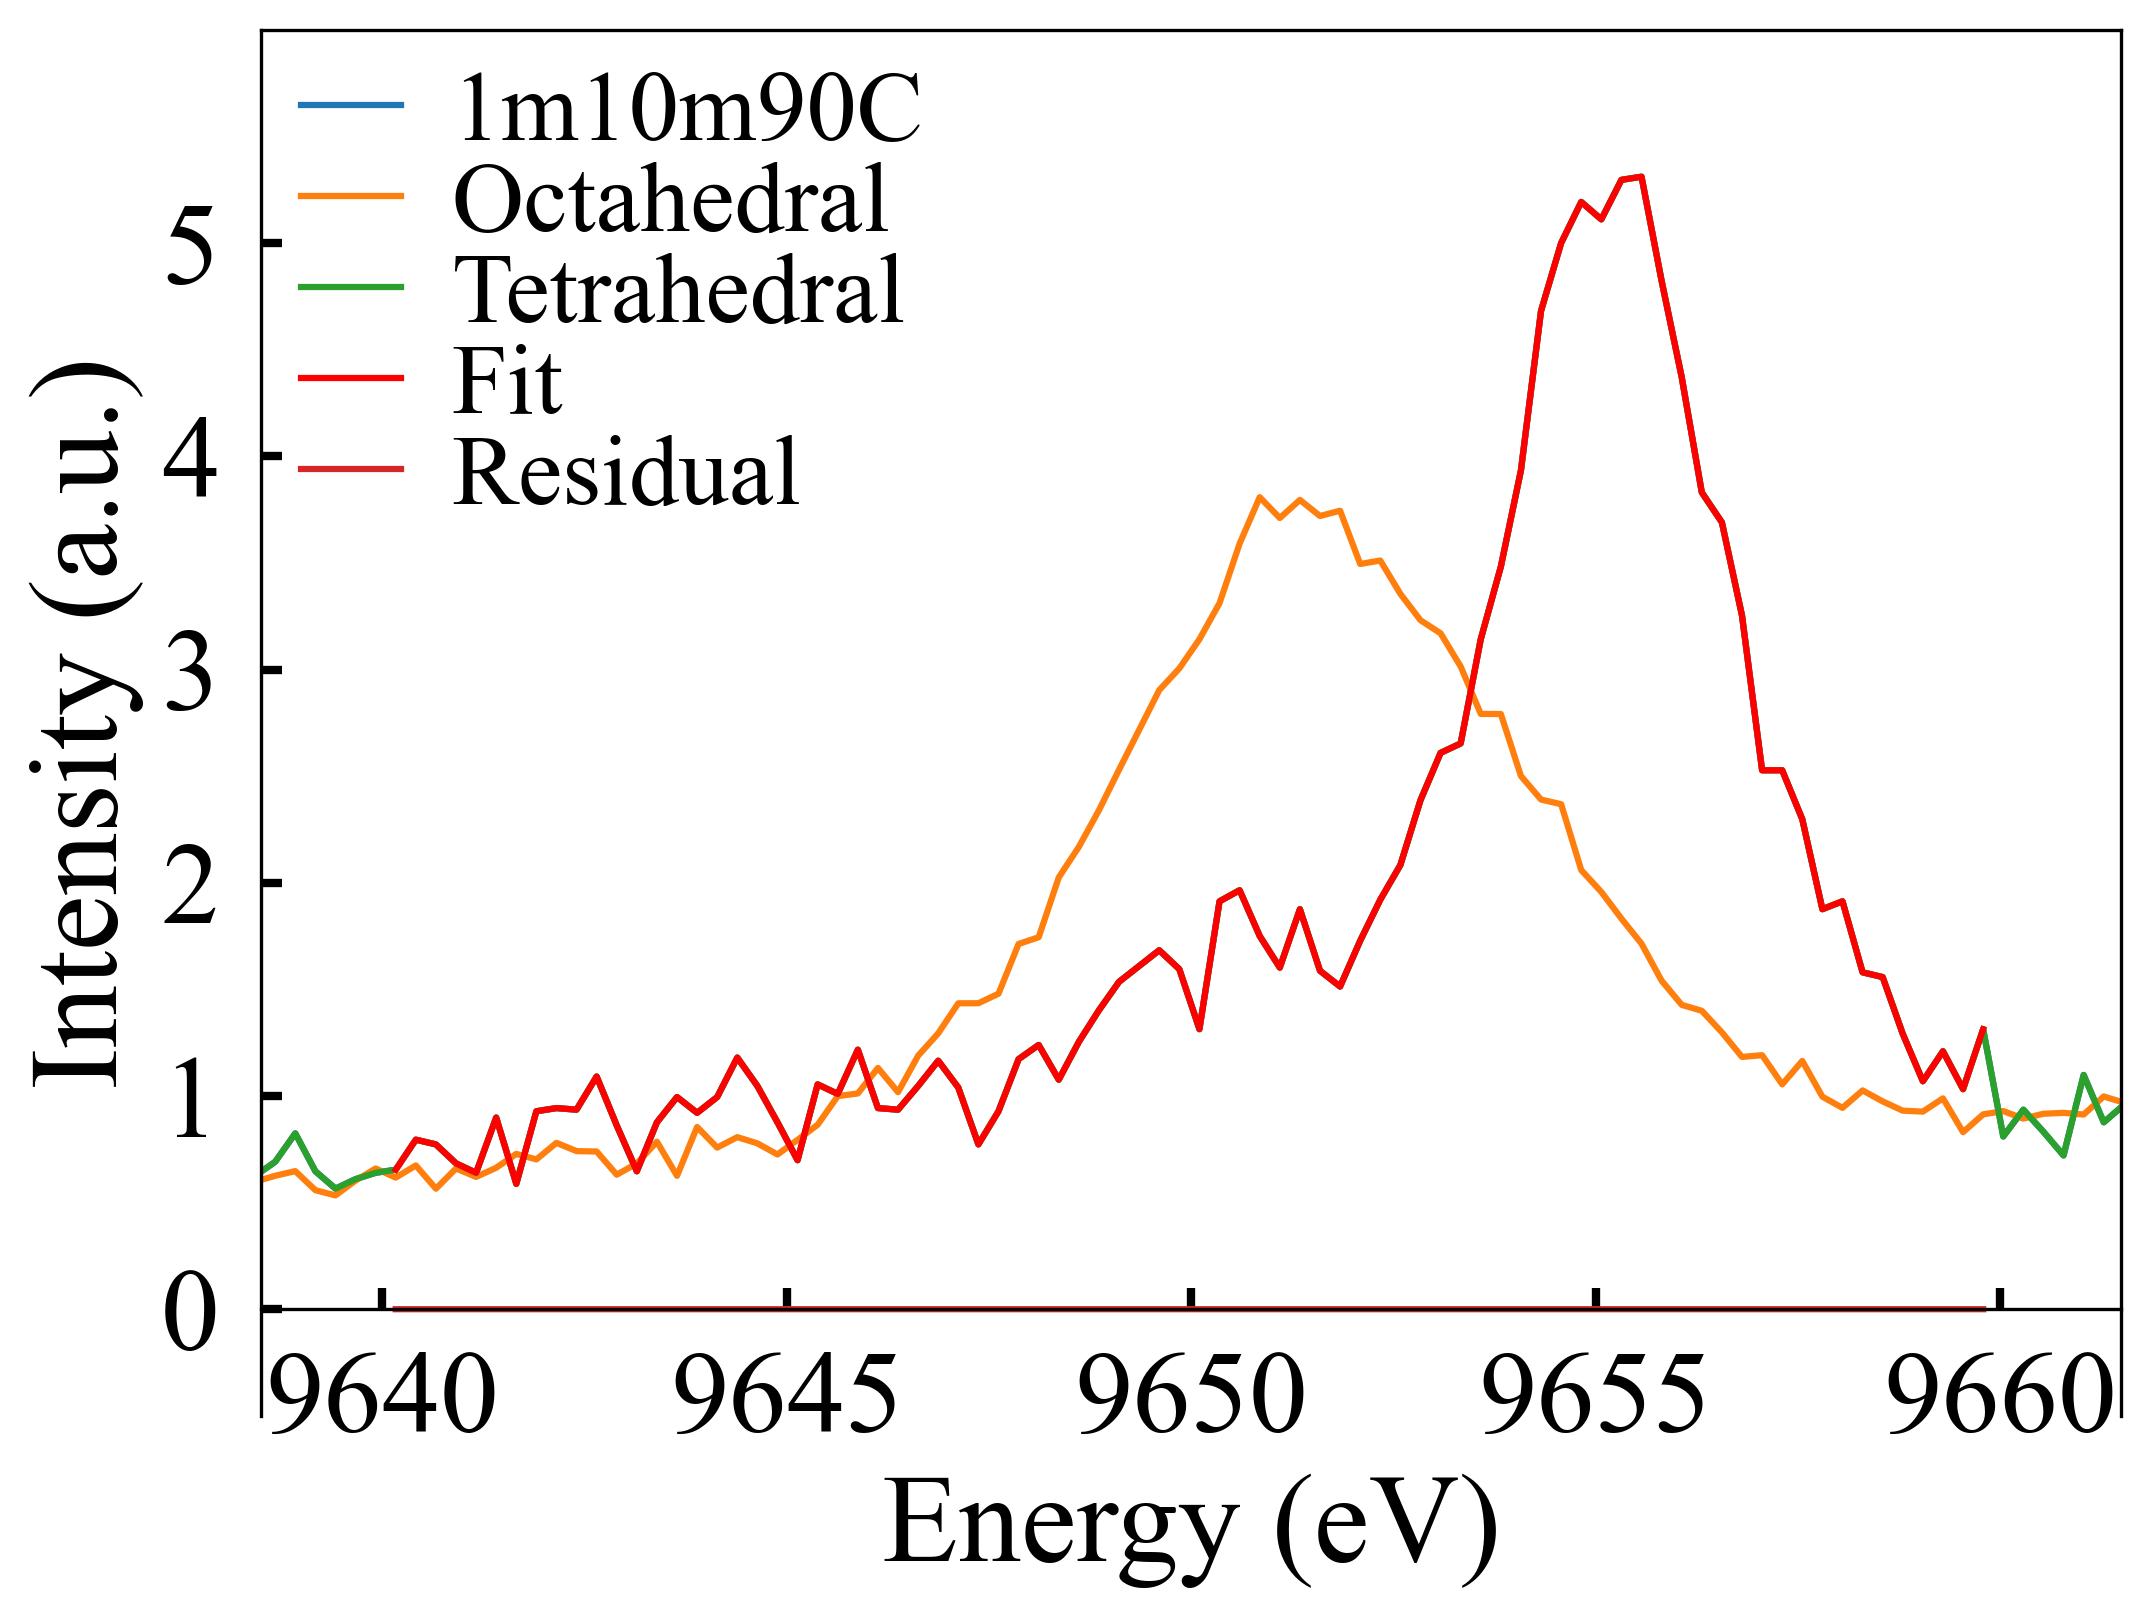 1m10m90C
Octahedral
Tetrahedral
Fit
Residual
5
4
3
2
1
0
Intensity (a.u.)
9640 9645 9650 9655 9660
Energy (eV)